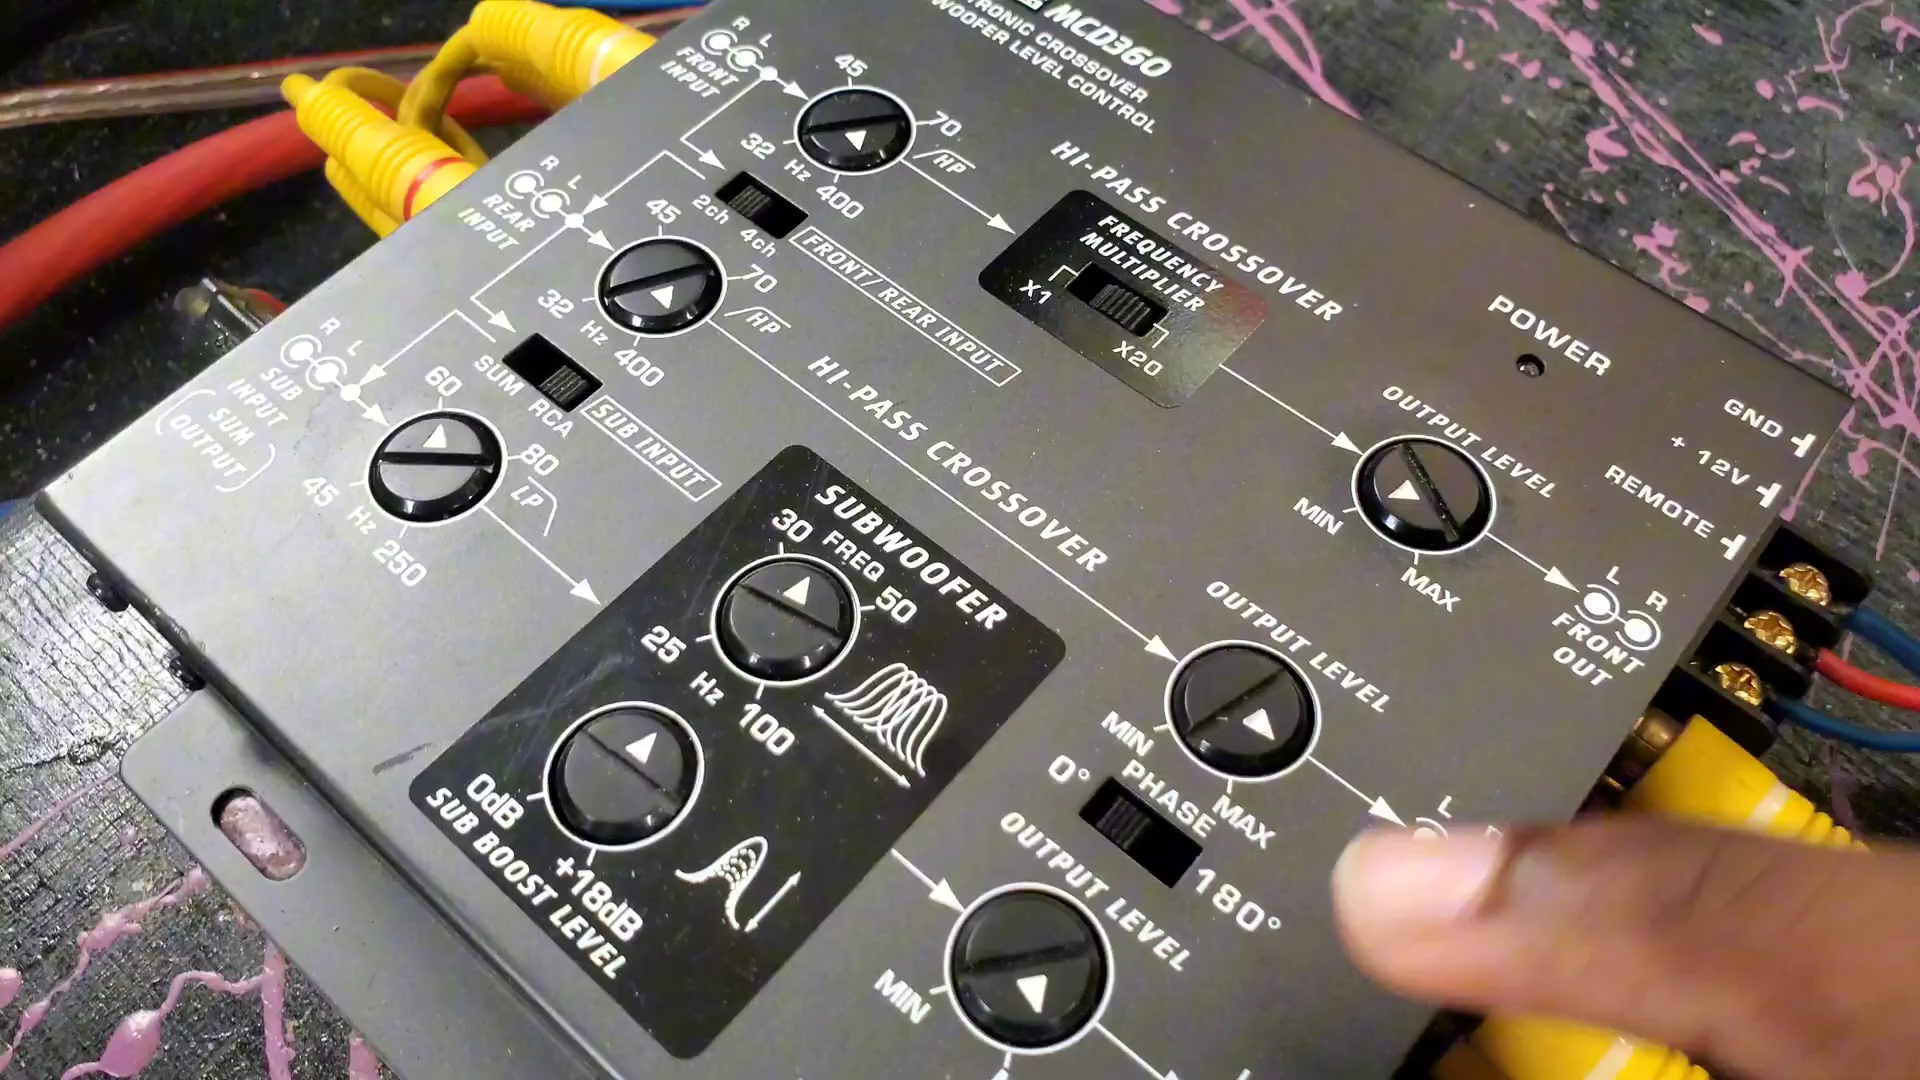 MCD360
CROSSOVER
LEVEL CONTROL
R L
FRONT
INPUT
45
70
HP
32
Hz
400
2ch 4ch
FRONT/REAR INPUT
HI-PASS CROSSOVER
FREQUENCY
MULTIPLIER
X1
X20
POWER
OUTPUT LEVEL
MIN
MAX
GND
+ 12V
REMOTE
L R
FRONT
OUT
R L
REAR
INPUT
45
70
HP
32
Hz
400
SUM RCA
SUB INPUT
HI-PASS CROSSOVER
OUTPUT LEVEL
MIN
MAX
L
R L
SUB
INPUT
SUM
OUTPUT
60
80
LP
45
Hz
250
SUBWOOFER
FREQ
30
50
25
Hz
100
0dB
+18dB
SUB BOOST LEVEL
PHASE
0°
180°
OUTPUT LEVEL
MIN